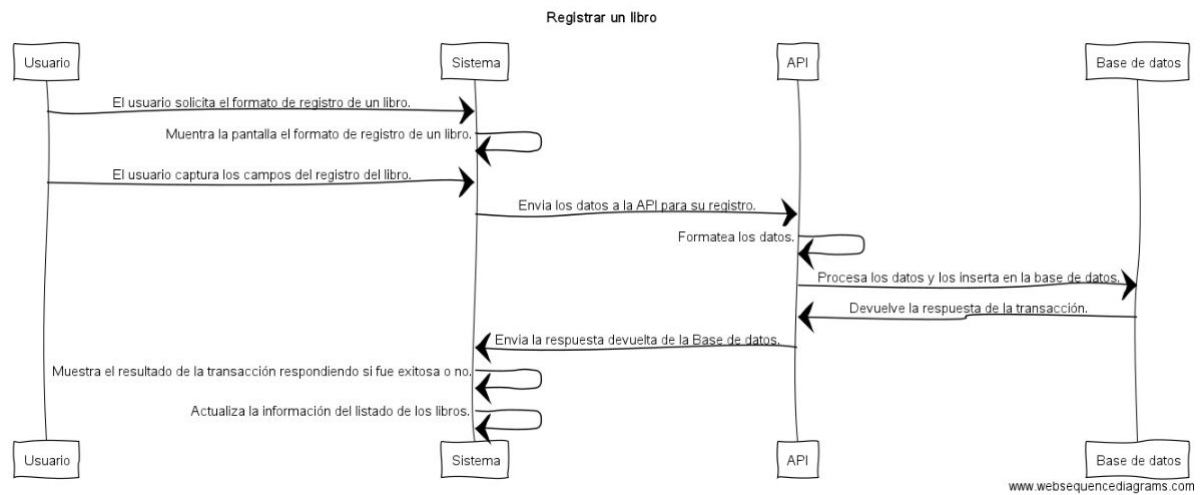 Registrar un libro
Usuario
Sistema
API
Base de datos
El usuario solicita el formato de registro de un libro.
Muentra la pantalla el formato de registro de un libro.
El usuario captura los campos del registro del libro.
Envia los datos a la API para su registro.
Formatea los datos.
Procesa los datos y los inserta en la base de datos.
Devuelve la respuesta de la transacción.
Envia la respuesta devuelta de la Base de datos.
Muestra el resultado de la transacción respondiendo si fue exitosa o no.
Actualiza la información del listado de los libros.
Usuario
Sistema
API
Base de datos
www.websequencediagrams.com